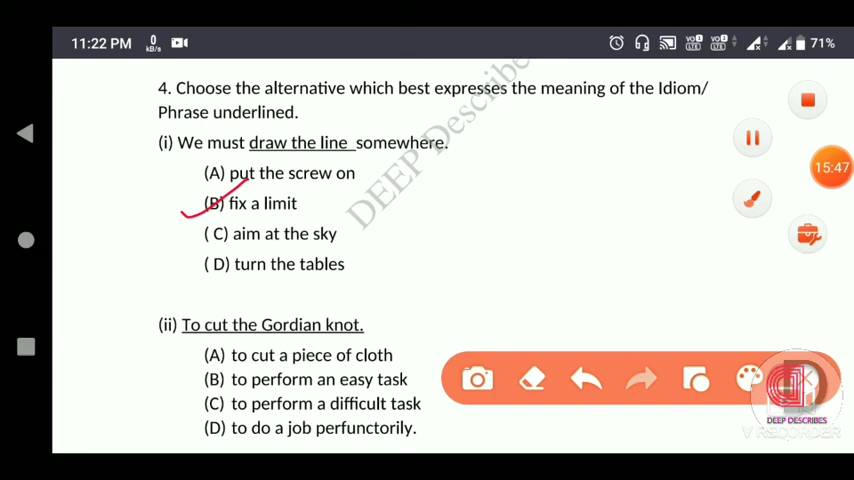 11:22 PM 0 kB/s 71%
4. Choose the alternative which best expresses the meaning of the Idiom/
Phrase underlined.
(i) We must draw the line somewhere.
(A) put the screw on
(B) fix a limit
( C) aim at the sky
( D) turn the tables
15:47
DEEP Describe
(ii) To cut the Gordian knot.
(A) to cut a piece of cloth
(B) to perform an easy task
(C) to perform a difficult task
(D) to do a job perfunctorily.
DEEP DESCRIBES